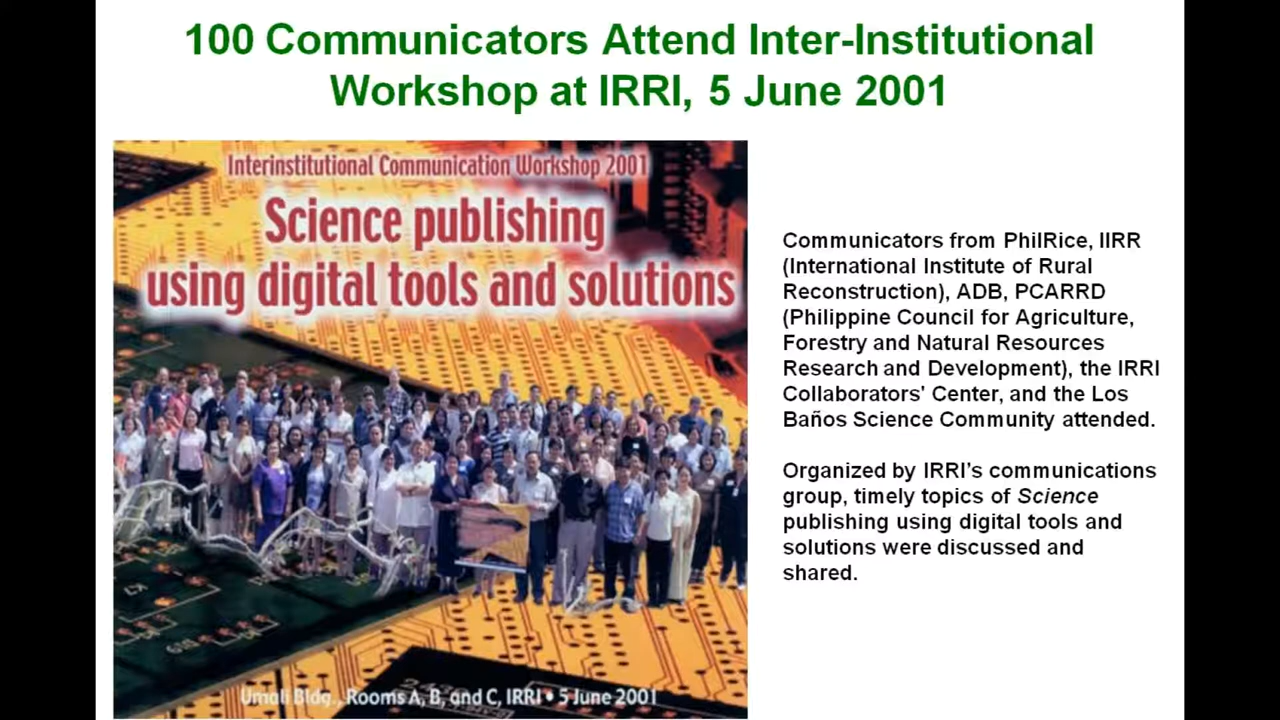 100 Communicators Attend Inter-Institutional
Workshop at IRRI, 5 June 2001
Interinstitutional Communication Workshop 2001
Science publishing
using digital tools and solutions
Umali Bldg., Rooms A, B, and C, IRRI • 5 June 2001
Communicators from PhilRice, IIRR
(International Institute of Rural
Reconstruction), ADB, PCARRD
(Philippine Council for Agriculture,
Forestry and Natural Resources
Research and Development), the IRRI
Collaborators' Center, and the Los
Baños Science Community attended.
Organized by IRRI’s communications
group, timely topics of Science
publishing using digital tools and
solutions were discussed and
shared.